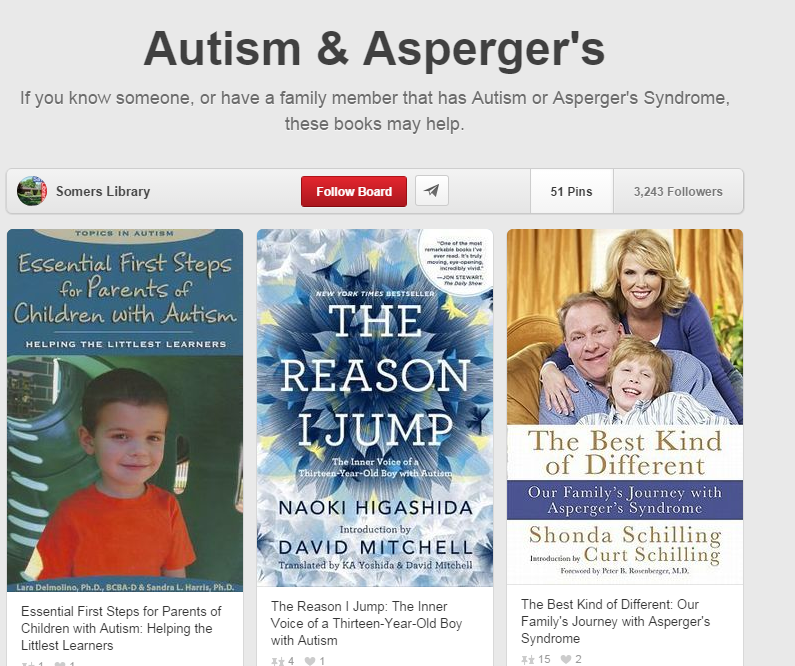 Autism & Asperger's
If you know someone, or have a family member that has Autism or Asperger's Syndrome,
these books may help.
Somers Library
Follow Board
51 Pins
3,243 Followers
TOPICS IN AUTISM
Essential First Steps
for Parents of
Children with Autism
HELPING THE LITTLEST LEARNERS
Lara Delmolino, Ph.D., BCBA-D & Sandra L. Harris, Ph.D.
Essential First Steps for Parents of
Children with Autism: Helping the
Littlest Learners
1
1
"One of the most
remarkable books I've
ever read. It's truly
moving, eye-opening,
incredibly vivid."
—JON STEWART,
The Daily Show
NEW YORK TIMES BESTSELLER
THE
REASON
I JUMP
The Inner Voice of a
Thirteen-Year-Old Boy with Autism
NAOKI HIGASHIDA
Introduction by
DAVID MITCHELL
Translated by KA Yoshida & David Mitchell
The Reason I Jump: The Inner
Voice of a Thirteen-Year-Old Boy
with Autism
4
1
The Best Kind
of Different
Our Family's Journey with
Asperger's Syndrome
Shonda Schilling
Introduction by Curt Schilling
Foreword by Peter B. Rosenberger, M.D.
The Best Kind of Different: Our
Family's Journey with Asperger's
Syndrome
15
2